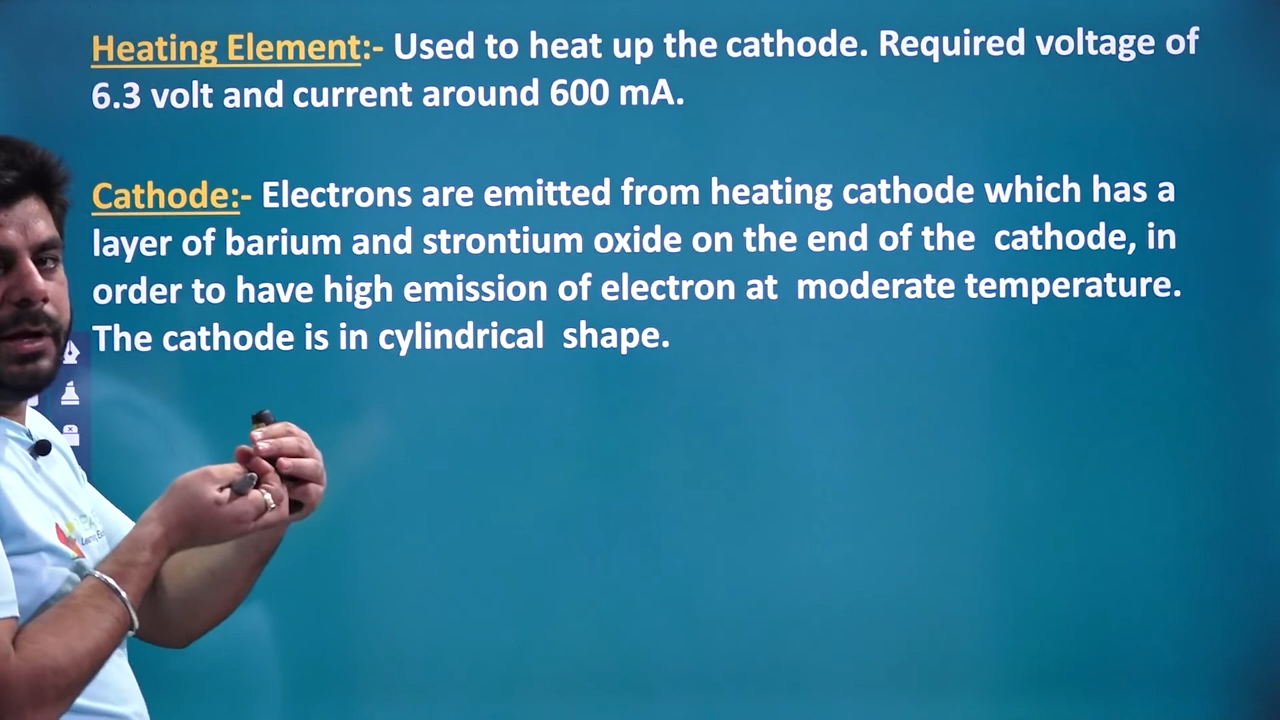 Heating Element:- Used to heat up the cathode. Required voltage of
6.3 volt and current around 600 mA.
Cathode:- Electrons are emitted from heating cathode which has a
layer of barium and strontium oxide on the end of the cathode, in
order to have high emission of electron at moderate temperature.
The cathode is in cylindrical shape.